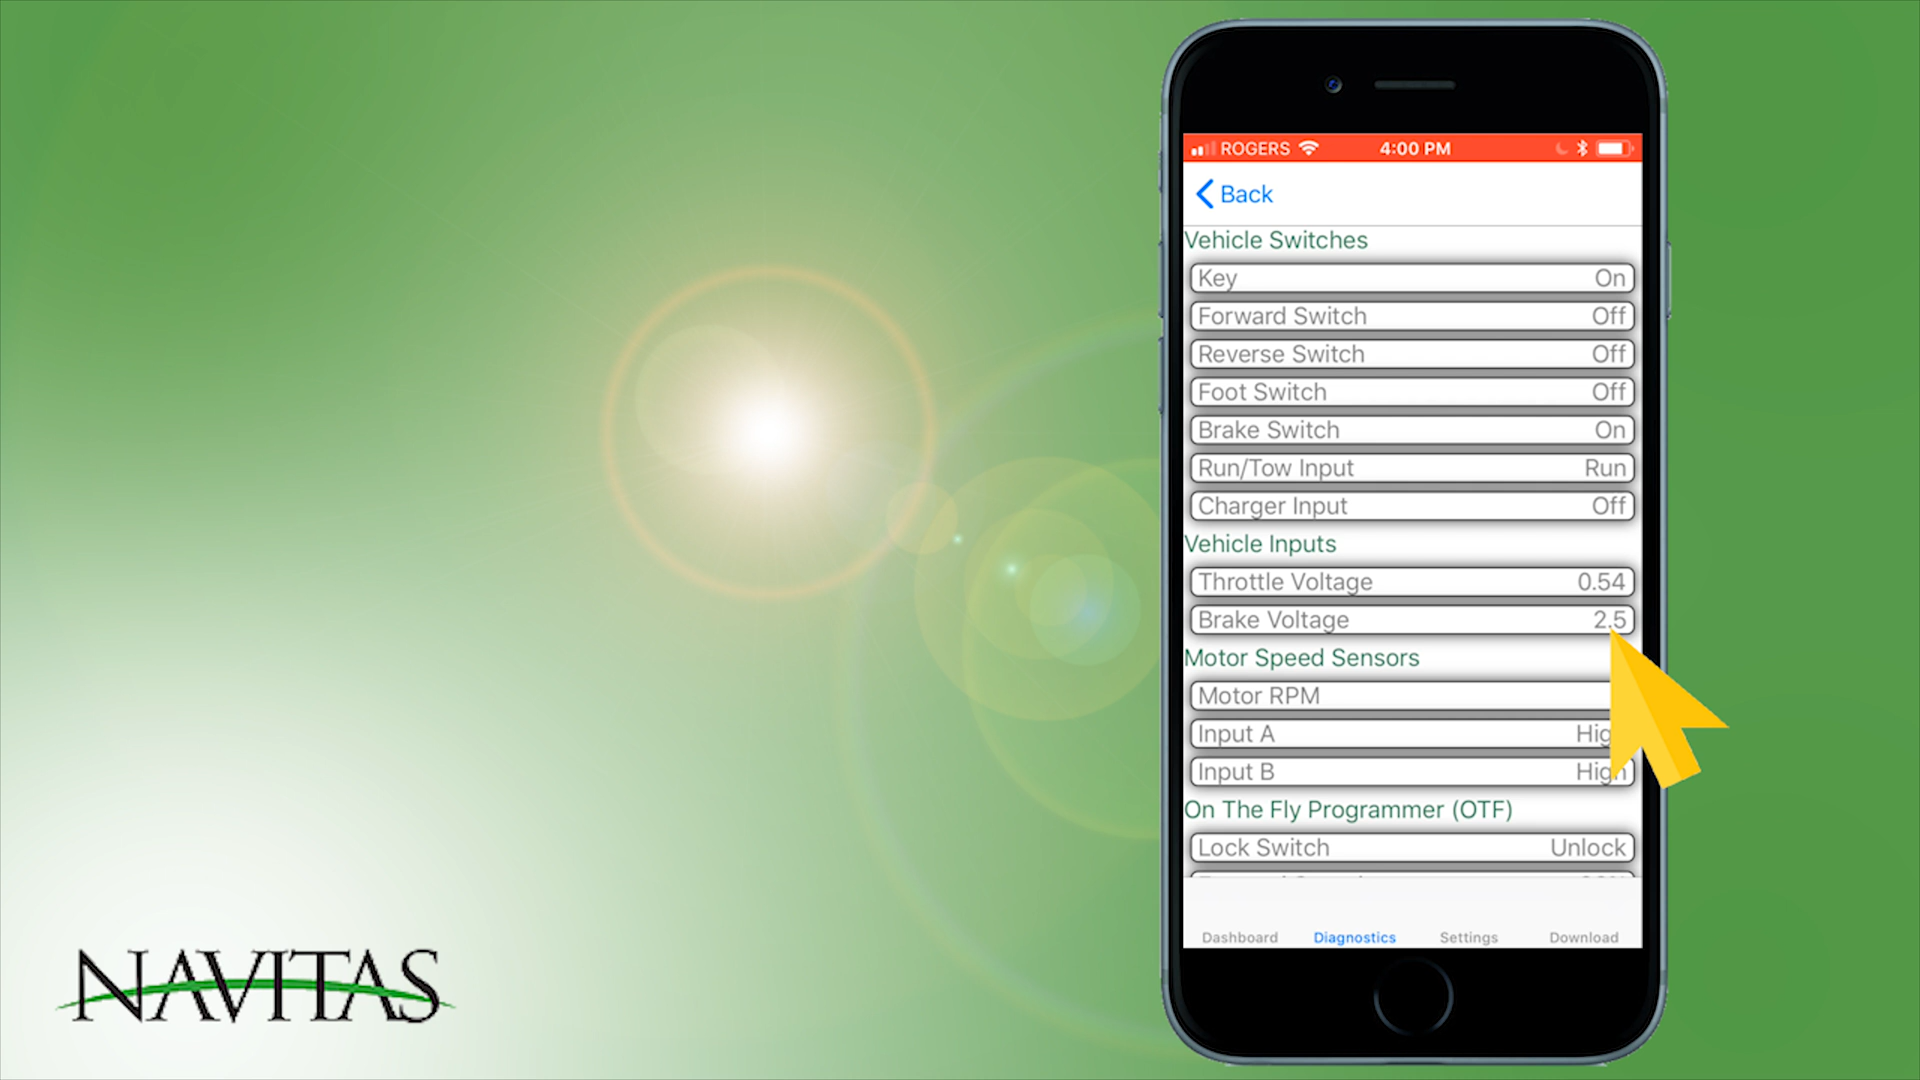 ROGERS 4:00 PM
Back
Vehicle Switches
Key On
Forward Switch Off
Reverse Switch Off
Foot Switch Off
Brake Switch On
Run/Tow Input Run
Charger Input Off
Vehicle Inputs
Throttle Voltage 0.54
Brake Voltage 2.5
Motor Speed Sensors
Motor RPM
Input A
Input B High
On The Fly Programmer (OTF)
Lock Switch Unlock
Dashboard Diagnostics Settings Download
NAVITAS